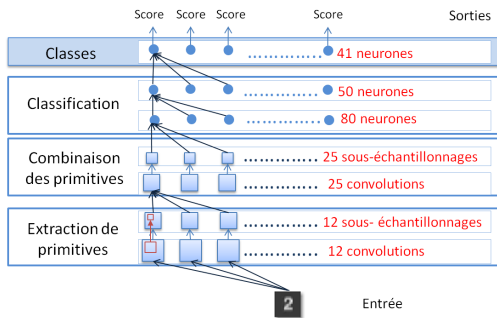 Score Score Score Score Sorties
Classes 41 neurones
50 neurones
Classification
80 neurones
Combinaison des primitives
25 sous-échantillonnages
25 convolutions
Extraction de primitives
12 sous- échantillonnages
12 convolutions
2 Entrée